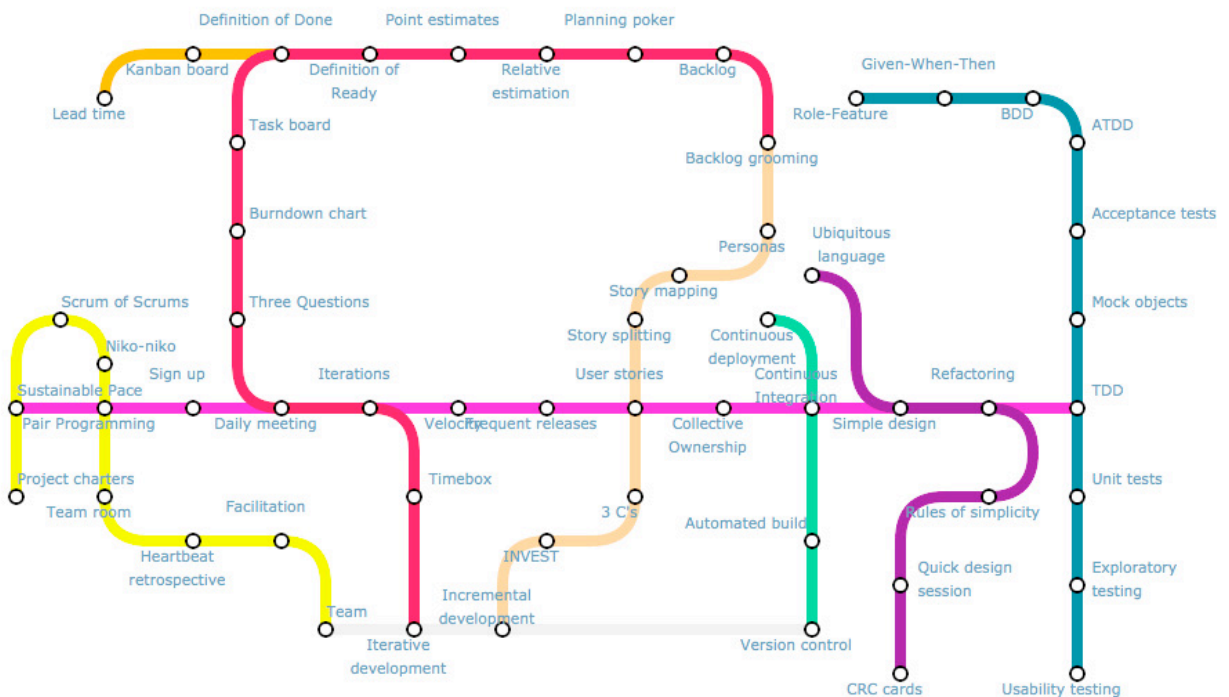 Definition of Done
Point estimates
Planning poker
Kanban board
Definition of
Ready
Relative
estimation
Backlog
Given-When-Then
Lead time
Role-Feature
BDD
Task board
ATDD
Backlog grooming
Burndown chart
Acceptance tests
Personas
Ubiquitous
language
Story mapping
Scrum of Scrums
Three Questions
Mock objects
Story splitting
Continuous
deployment
Niko-niko
Sign up
Iterations
User stories
Continuous
Integration
Refactoring
Sustainable Pace
TDD
Pair Programming
Daily meeting
Velocity
Frequent releases
Collective
Ownership
Simple design
Project charters
Timebox
Unit tests
Team room
Facilitation
3 C's
Rules of simplicity
Automated build
Heartbeat
retrospective
INVEST
Quick design
session
Exploratory
testing
Incremental
development
Team
Iterative
development
Version control
CRC cards
Usability testing